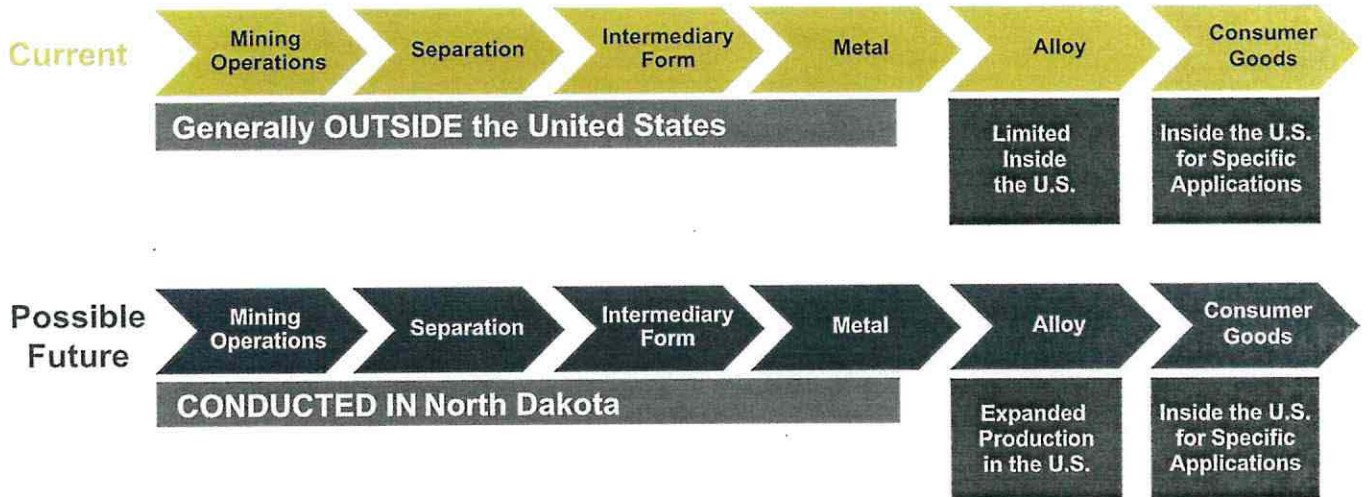 Current
Mining
Operations
Separation
Intermediary
Form
Metal
Alloy
Consumer
Goods
Generally OUTSIDE the United States
Limited
Inside
the U.S.
Inside the U.S.
for Specific
Applications
Possible
Future
Mining
Operations
Separation
Intermediary
Form
Metal
Alloy
Consumer
Goods
CONDUCTED IN North Dakota
Expanded
Production
in the U.S.
Inside the U.S.
for Specific
Applications